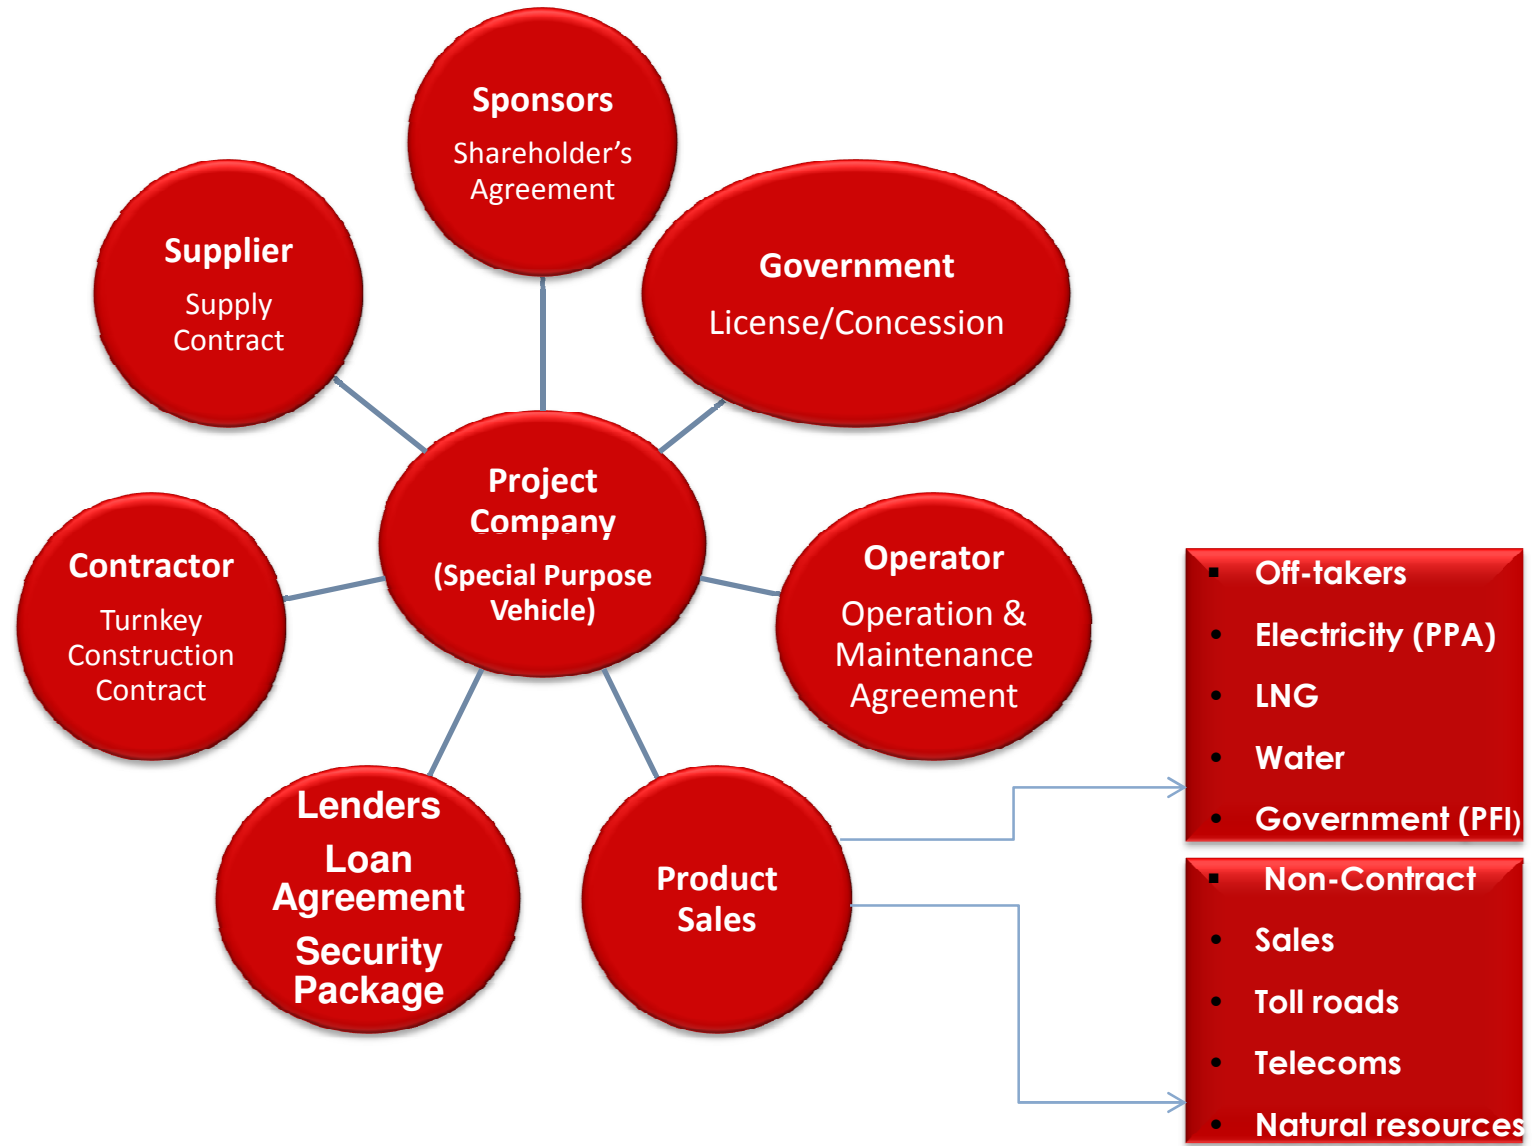 Sponsors
Shareholder’s
Agreement
Supplier
Supply
Contract
Government
License/Concession
Project
Company
(Special Purpose
Vehicle)
Contractor
Turnkey
Construction
Contract
Operator
Operation &
Maintenance
Agreement
Lenders
Loan
Agreement
Security
Package
Product
Sales
▪ Off-takers
• Electricity (PPA)
• LNG
• Water
• Government (PFI)
▪ Non-Contract
• Sales
• Toll roads
• Telecoms
• Natural resources